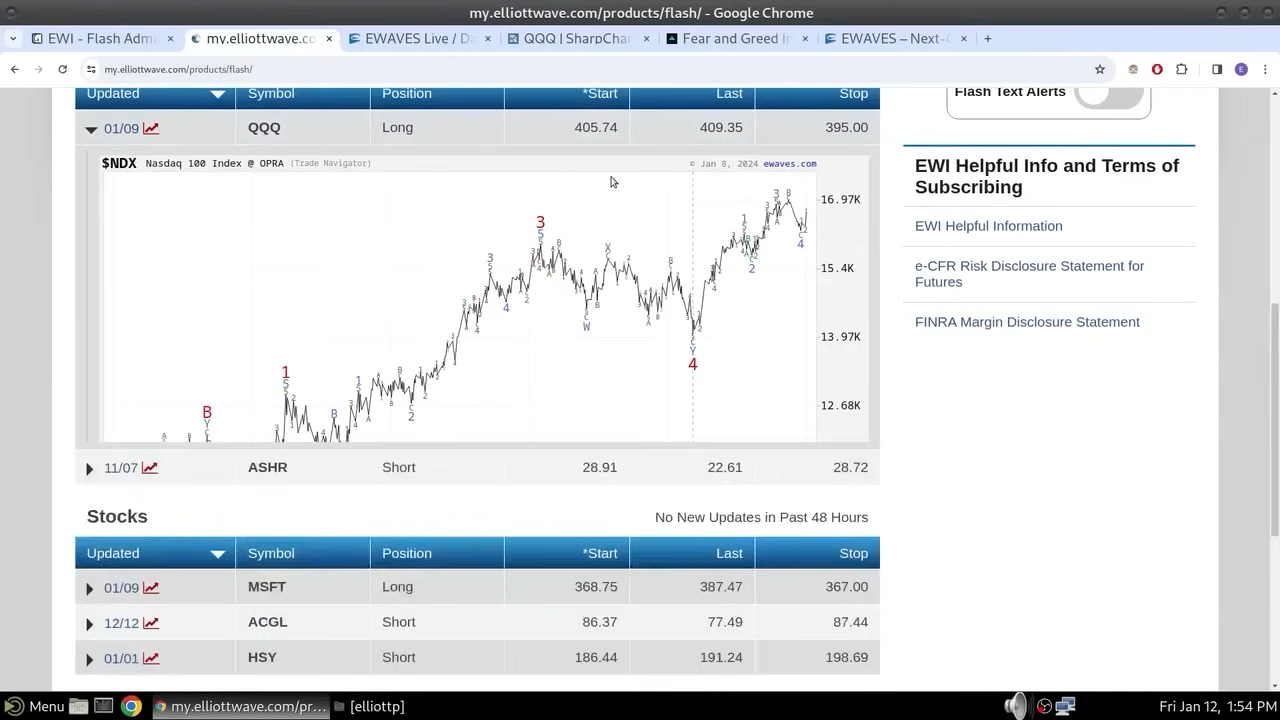 my.elliottwave.com/products/flash/ - Google Chrome
EWI - Flash Adm
my.elliottwave.co
EWAVES Live / Da
QQQ | SharpChar
Fear and Greed I
EWAVES – Next-
my.elliottwave.com/products/flash/
E
Updated Symbol Position *Start Last Stop
01/09 QQQ Long 405.74 409.35 395.00
$NDX Nasdaq 100 Index @ OPRA (Trade Navigator) © Jan 8, 2024 ewaves.com
16.97K
15.4K
13.97K
12.68K
1
B
3
4
W
X
2
11/07 ASHR Short 28.91 22.61 28.72
Stocks No New Updates in Past 48 Hours
Updated Symbol Position *Start Last Stop
01/09 MSFT Long 368.75 387.47 367.00
12/12 ACGL Short 86.37 77.49 87.44
01/01 HSY Short 186.44 191.24 198.69
Flash Text Alerts
EWI Helpful Info and Terms of
Subscribing
EWI Helpful Information
e-CFR Risk Disclosure Statement for
Futures
FINRA Margin Disclosure Statement
Menu
my.elliottwave.com/pr...
[elliottp]
Fri Jan 12, 1:54 PM